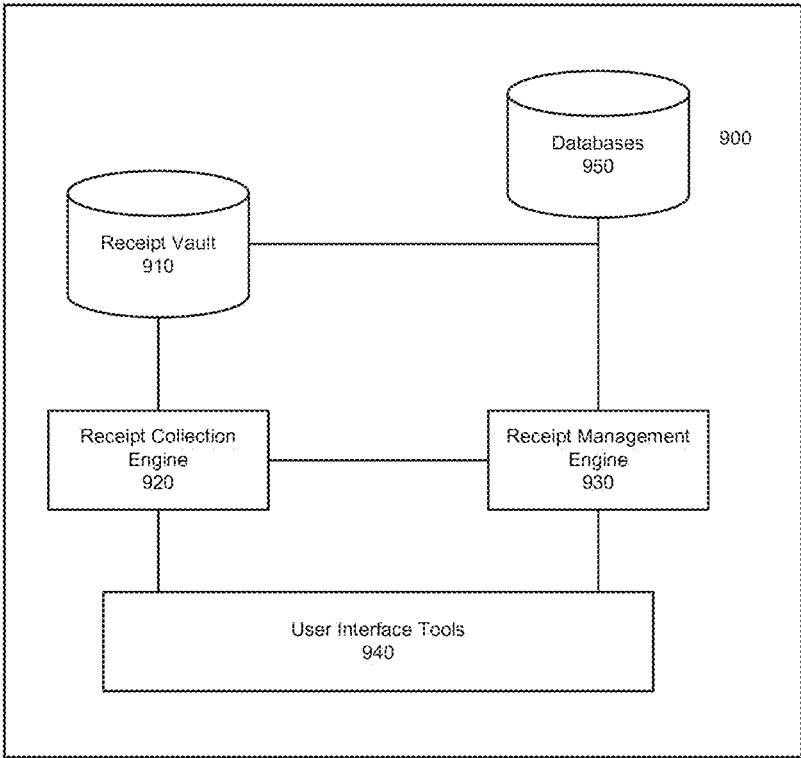 Databases
950
900
Receipt Vault
910
Receipt Collection
Engine
920
Receipt Management
Engine
930
User Interface Tools
940